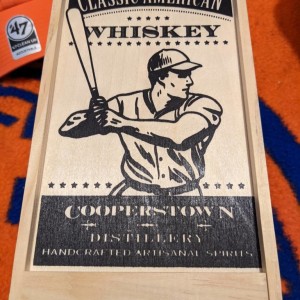 CLASSIC AMERICAN
WHISKEY
COOPERSTOWN
DISTILLERY
HANDCRAFTED ARTISANAL SPIRITS
'47